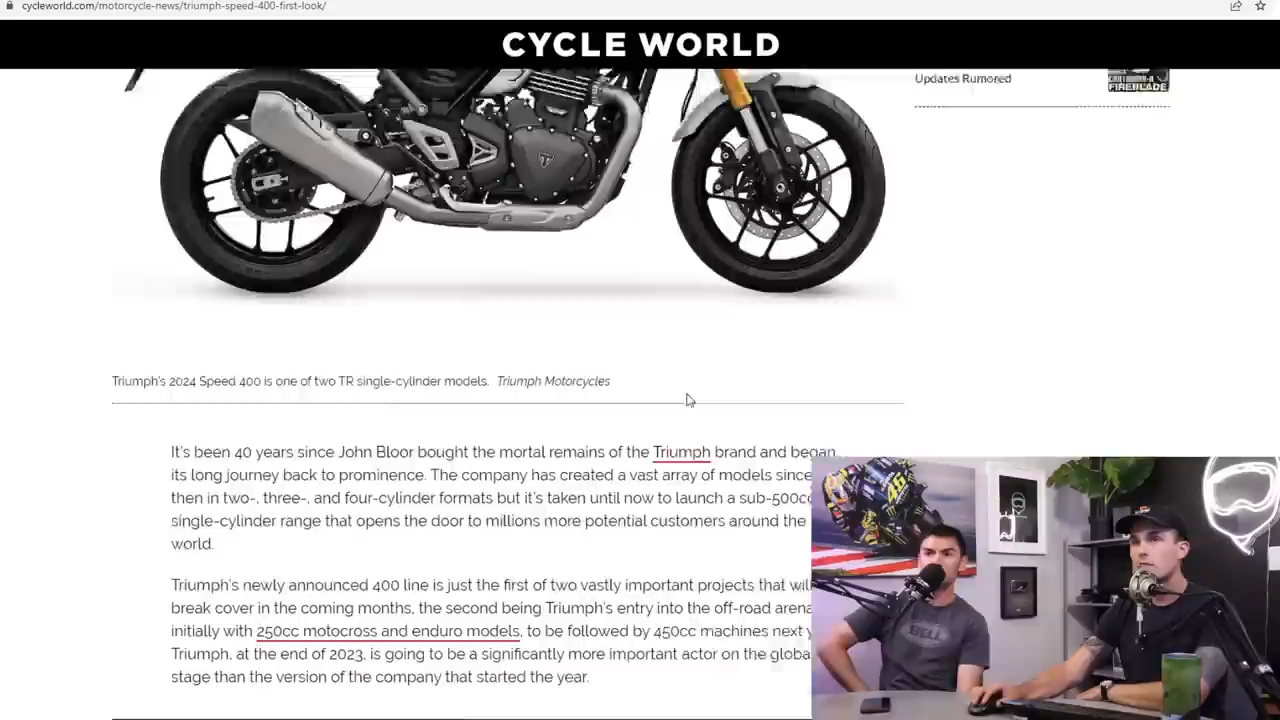 cycleworld.com/motorcycle-news/triumph-speed-400-first-look/
CYCLE WORLD
Updates Rumored
FIREBLADE
Triumph's 2024 Speed 400 is one of two TR single-cylinder models. Triumph Motorcycles
It's been 40 years since John Bloor bought the mortal remains of the Triumph brand and began
its long journey back to prominence. The company has created a vast array of models since
then in two-, three-, and four-cylinder formats but it's taken until now to launch a sub-500cc
single-cylinder range that opens the door to millions more potential customers around the
world.
Triumph's newly announced 400 line is just the first of two vastly important projects that will
break cover in the coming months, the second being Triumph's entry into the off-road arena
initially with 250cc motocross and enduro models, to be followed by 450cc machines next
Triumph, at the end of 2023, is going to be a significantly more important actor on the globa
stage than the version of the company that started the year.
46
BELL